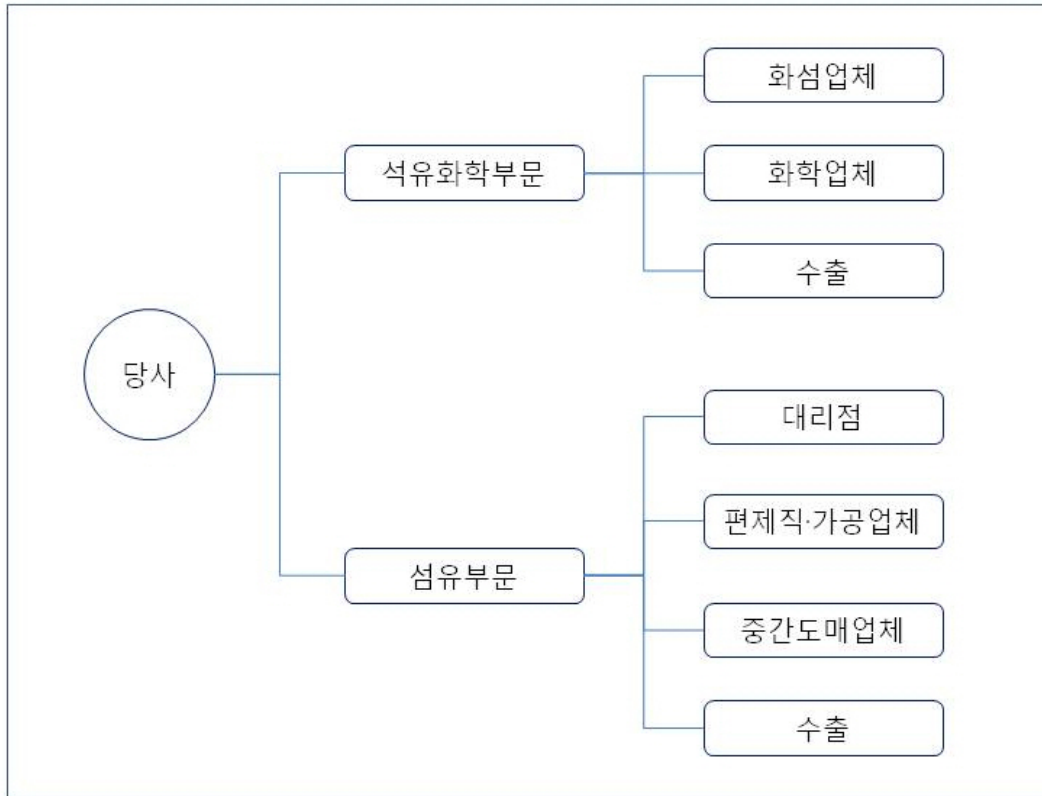 화섬업체
석유화학부문
화학업체
수출
당사
대리점
편제직·가공업체
섬유부문
중간도매업체
수출